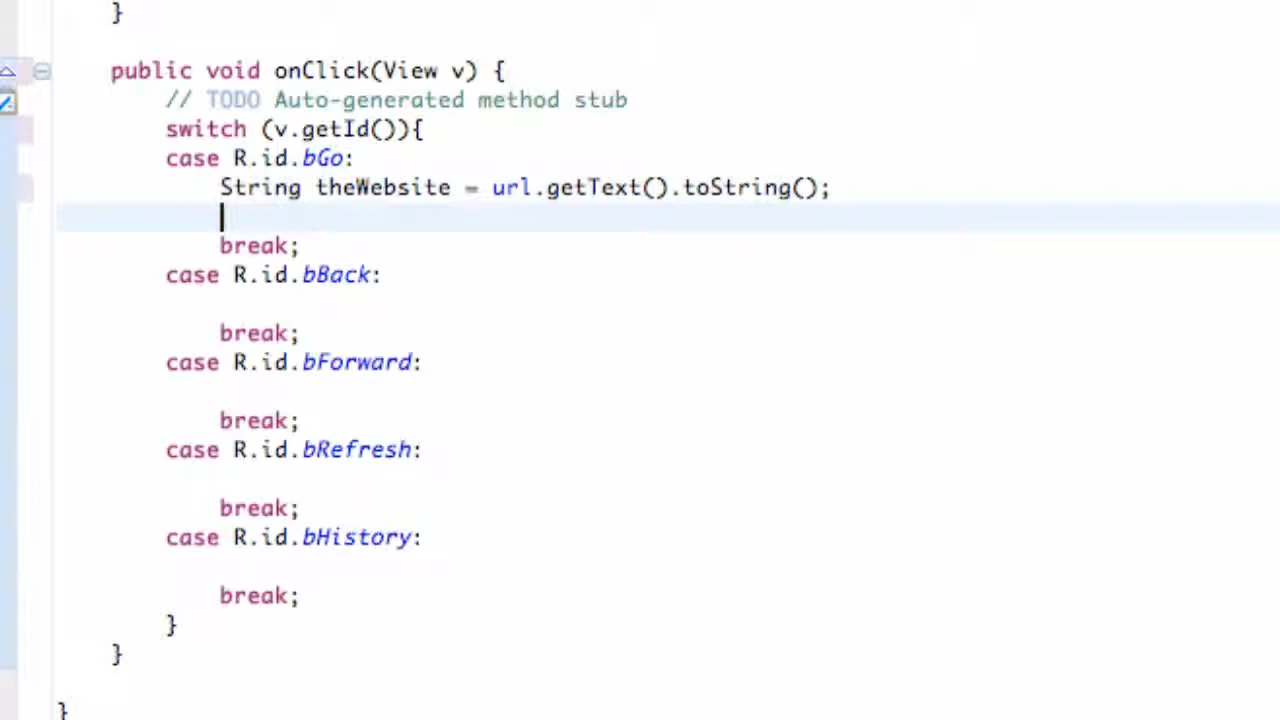 }
public void onClick(View v) {
// TODO Auto-generated method stub
switch (v.getId()){
case R.id.bGo:
String theWebsite = url.getText().toString();
break;
case R.id.bBack:
break;
case R.id.bForward:
break;
case R.id.bRefresh:
break;
case R.id.bHistory:
break;
}
}
}